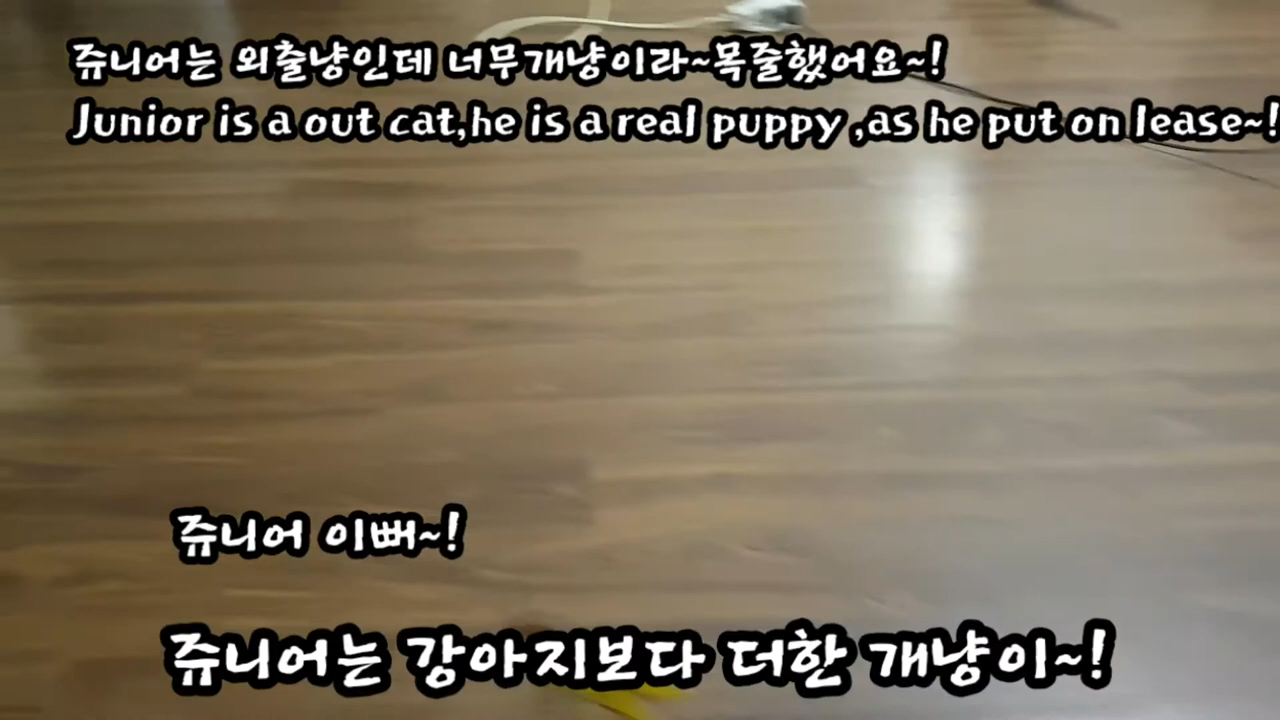 쥬니어는 외출냥인데 너무개냥이라~목줄했어요~!
Junior is a out cat,he is a real puppy ,as he put on lease~!
쥬니어 이뻐~!
쥬니어는 강아지보다 더한 개냥이~!